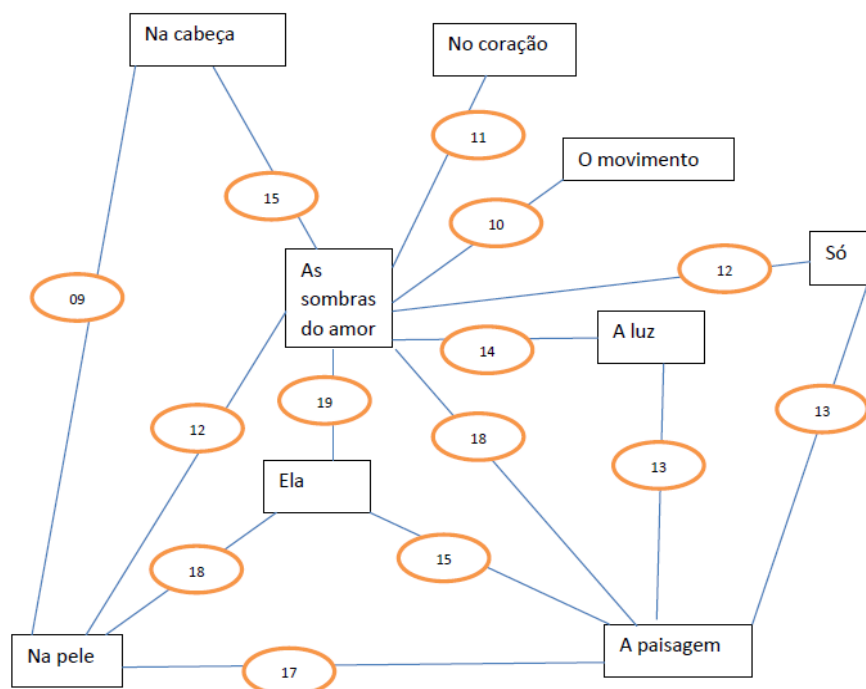 Na cabeça
No coração
11
O movimento
15
10
As
sombras
do amor
Só
12
09
A luz
14
19
12
18
13
13
Ela
15
18
Na pele
A paisagem
17